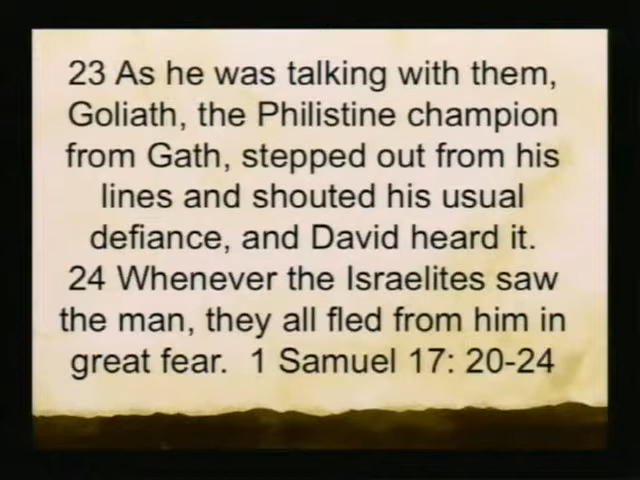 23 As he was talking with them,
Goliath, the Philistine champion
from Gath, stepped out from his
lines and shouted his usual
defiance, and David heard it.
24 Whenever the Israelites saw
the man, they all fled from him in
great fear.  1 Samuel 17: 20-24